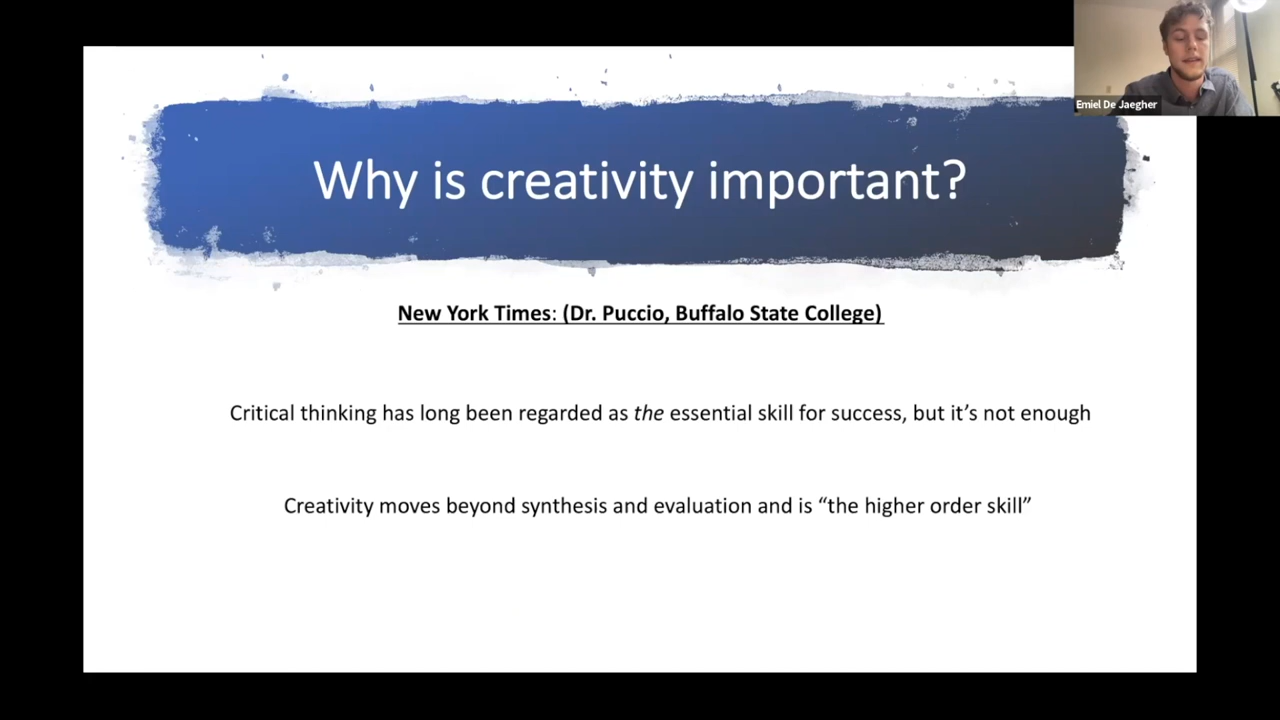 Why is creativity important?
Emiel De Jaegher
New York Times: (Dr. Puccio, Buffalo State College)
Critical thinking has long been regarded as the essential skill for success, but it’s not enough
Creativity moves beyond synthesis and evaluation and is “the higher order skill”